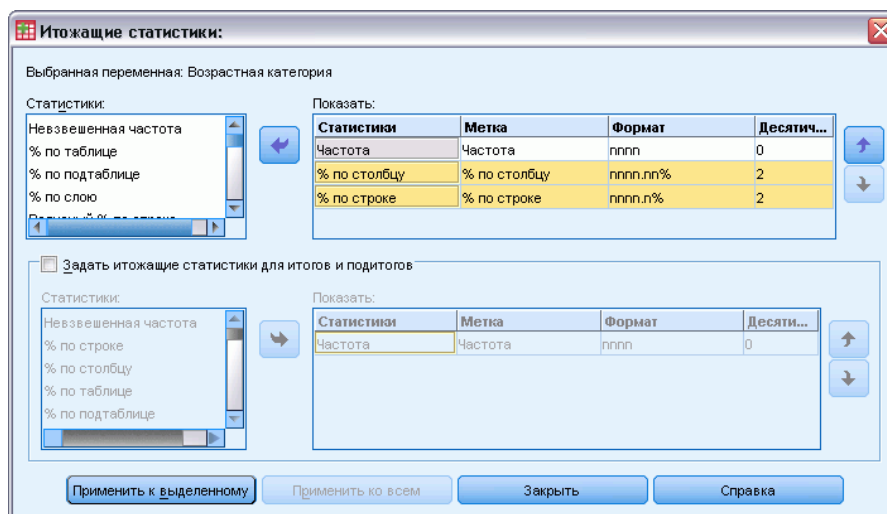 Итожащие статистики:
Выбранная переменная: Возрастная категория
Статистики:
Невзвешенная частота
% по таблице
% по подтаблице
% по слою
Показать:
Статистики Метка Формат Десятич...
Частота Частота nnnn 0
% по столбцу % по столбцу nnnn.nn% 2
% по строке % по строке nnnn.n% 2
Задать итожащие статистики для итогов и подитогов
Статистики:
Невзвешенная частота
% по строке
% по столбцу
% по таблице
% по подтаблице
Показать:
Статистики Метка Формат Десяти...
Частота Частота nnnn 0
Применить к выделенному Применить ко всем Закрыть Справка